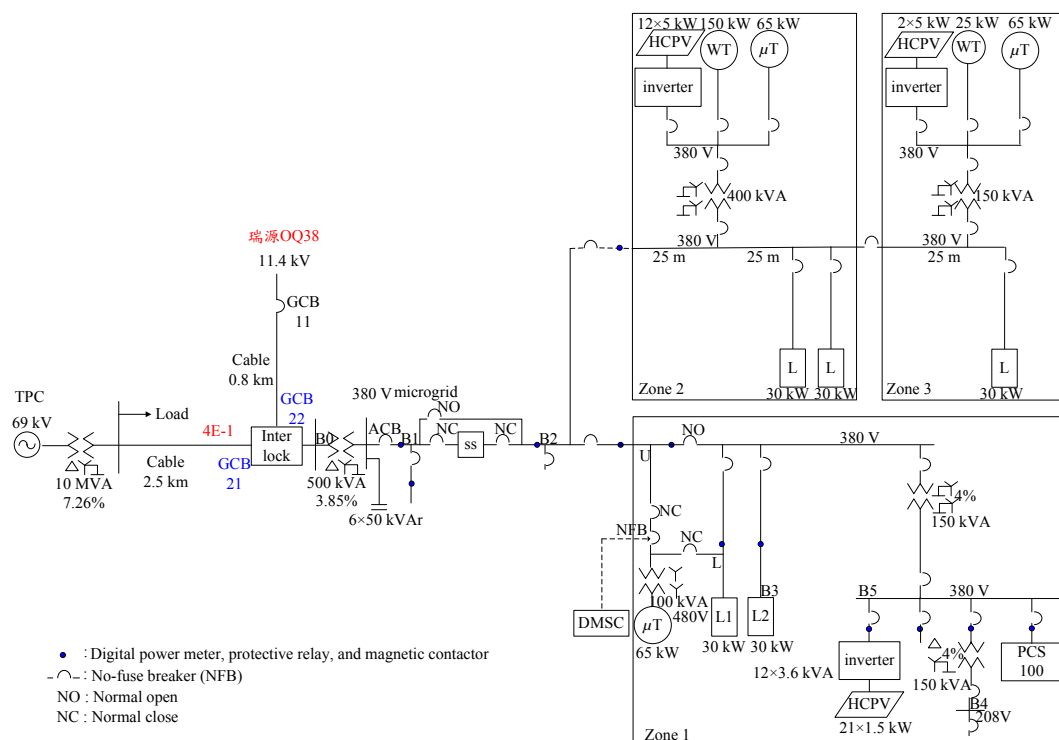 12×5 kW 150 kW 65 kW
HCPV
WT
µT
inverter
380 V
400 kVA
380 V
25 m
25 m
L
L
30 kW
30 kW
Zone 2
2×5 kW 25 kW 65 kW
HCPV
WT
µT
inverter
380 V
150 kVA
380 V
25 m
L
30 kW
Zone 3
瑞源OQ38
11.4 kV
GCB
11
Cable
0.8 km
GCB
22
TPC
69 kV
Load
4E-1
Inter
lock
GCB
21
Cable
2.5 km
10 MVA
7.26%
B0
500 kVA
3.85%
380 V
microgrid
ACB
B1
NO
NC
ss
NC
B2
6×50 kVAr
U
NO
380 V
4%
150 kVA
NC
NFB
NC
L
100 kVA
480V
DMSC
µT
65 kW
L1
30 kW
B3
L2
30 kW
B5
380 V
inverter
12×3.6 kVA
HCPV
21×1.5 kW
4%
150 kVA
B4
208V
PCS
100
Zone 1
: Digital power meter, protective relay, and magnetic contactor
: No-fuse breaker (NFB)
NO : Normal open
NC : Normal close